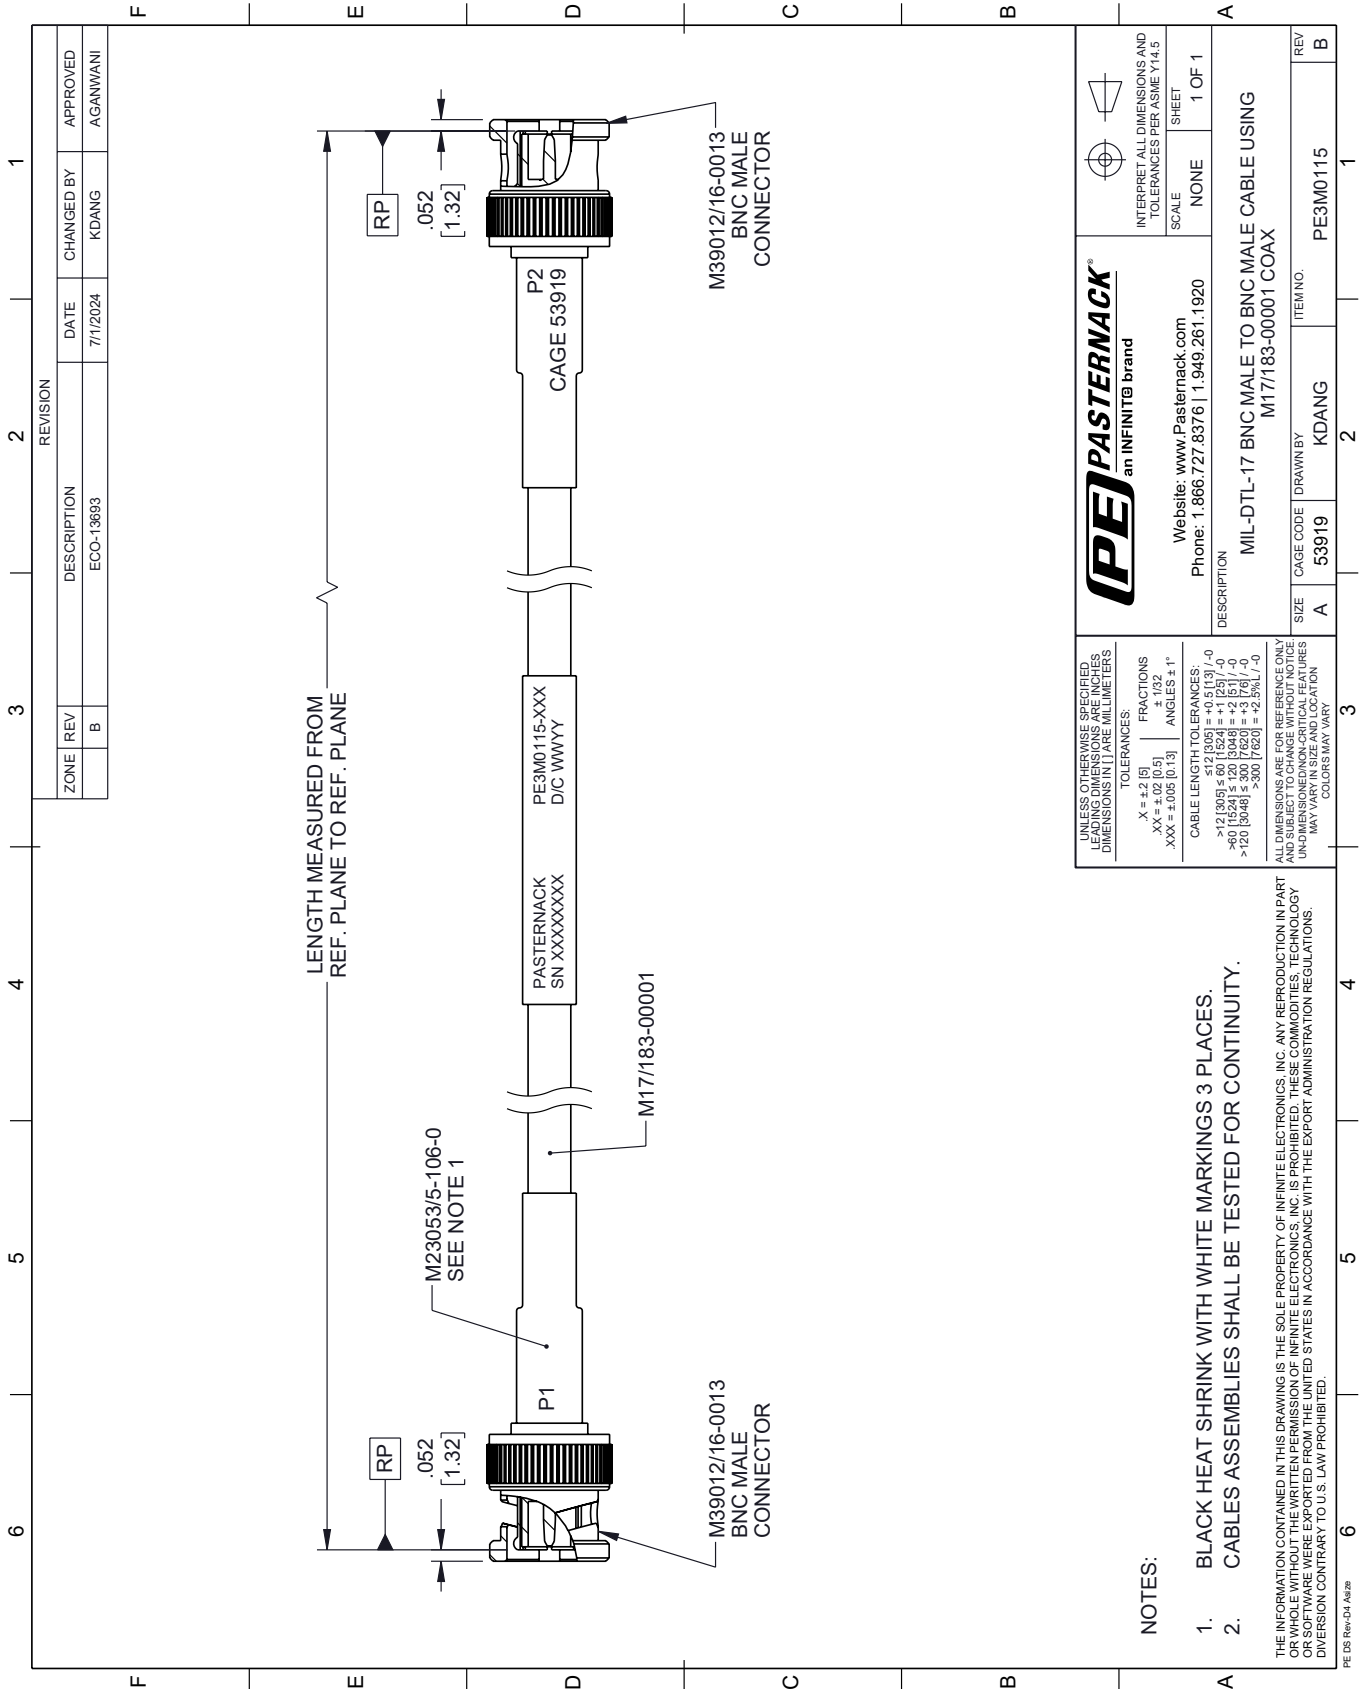 6
5
4
3
2
1
F
E
D
C
B
A
REVISION
ZONE REV DESCRIPTION DATE CHANGED BY APPROVED
B ECO-13693 7/1/2024 KDANG AGANWANI
LENGTH MEASURED FROM
REF. PLANE TO REF. PLANE
RP
.052
[1.32]
RP
.052
[1.32]
M23053/5-106-0
SEE NOTE 1
P1
PASTERNACK
SN XXXXXXXX
PE3M0115-XXX
D/C WWYY
P2
CAGE 53919
M17/183-00001
M39012/16-0013
BNC MALE
CONNECTOR
M39012/16-0013
BNC MALE
CONNECTOR
NOTES:
1. BLACK HEAT SHRINK WITH WHITE MARKINGS 3 PLACES.
2. CABLES ASSEMBLIES SHALL BE TESTED FOR CONTINUITY.
THE INFORMATION CONTAINED IN THIS DRAWING IS THE SOLE PROPERTY OF INFINITE ELECTRONICS, INC. ANY REPRODUCTION IN PART
OR WHOLE WITHOUT THE WRITTEN PERMISSION OF INFINITE ELECTRONICS, INC. IS PROHIBITED. THESE COMMODITIES, TECHNOLOGY
OR SOFTWARE WERE EXPORTED FROM THE UNITED STATES IN ACCORDANCE WITH THE EXPORT ADMINISTRATION REGULATIONS.
DIVERSION CONTRARY TO U.S. LAW PROHIBITED.
UNLESS OTHERWISE SPECIFIED
LEADING DIMENSIONS ARE INCHES
DIMENSIONS IN [ ] ARE MILLIMETERS
TOLERANCES:
.X = ±.2 [5] FRACTIONS
.XX = ±.02 [0.5] ± 1/32
.XXX = ±.005 [0.13] ANGLES ± 1°
CABLE LENGTH TOLERANCES:
≤12 [305] = +0.5 [13] / -0
>12 [305] ≤ 60 [1524] = +1 [25] / -0
>60 [1524] ≤ 120 [3048] = +2 [51] / -0
>120 [3048] ≤ 300 [7620] = +3 [76] / -0
>300 [7620] = +2.5%L / -0
ALL DIMENSIONS ARE FOR REFERENCE ONLY
AND SUBJECT TO CHANGE WITHOUT NOTICE.
UN-DIMENSIONED/NON-CRITICAL FEATURES
MAY VARY IN SIZE AND LOCATION
COLORS MAY VARY
PE PASTERNACK®
an INFINIT@ brand
Website: www.Pasternack.com
Phone: 1.866.727.8376 | 1.949.261.1920
INTERPRET ALL DIMENSIONS AND
TOLERANCES PER ASME Y14.5
SCALE SHEET
NONE 1 OF 1
DESCRIPTION
MIL-DTL-17 BNC MALE TO BNC MALE CABLE USING
M17/183-00001 COAX
SIZE CAGE CODE DRAWN BY ITEM NO. REV
A 53919 KDANG PE3M0115 B
F
E
D
C
B
A
6
5
4
3
2
1
PE DS Rev-D4 Asize